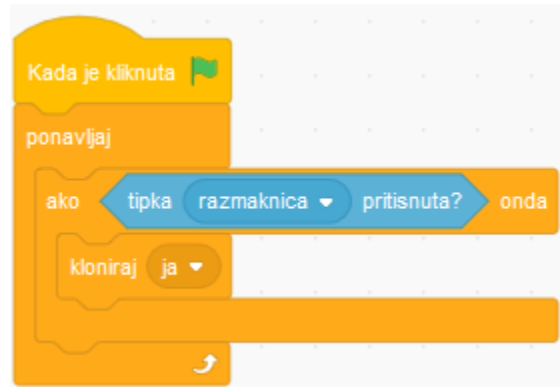 Kada je kliknuta
ponavljaj
ako tipka razmaknica pritisnuta? onda
kloniraj ja